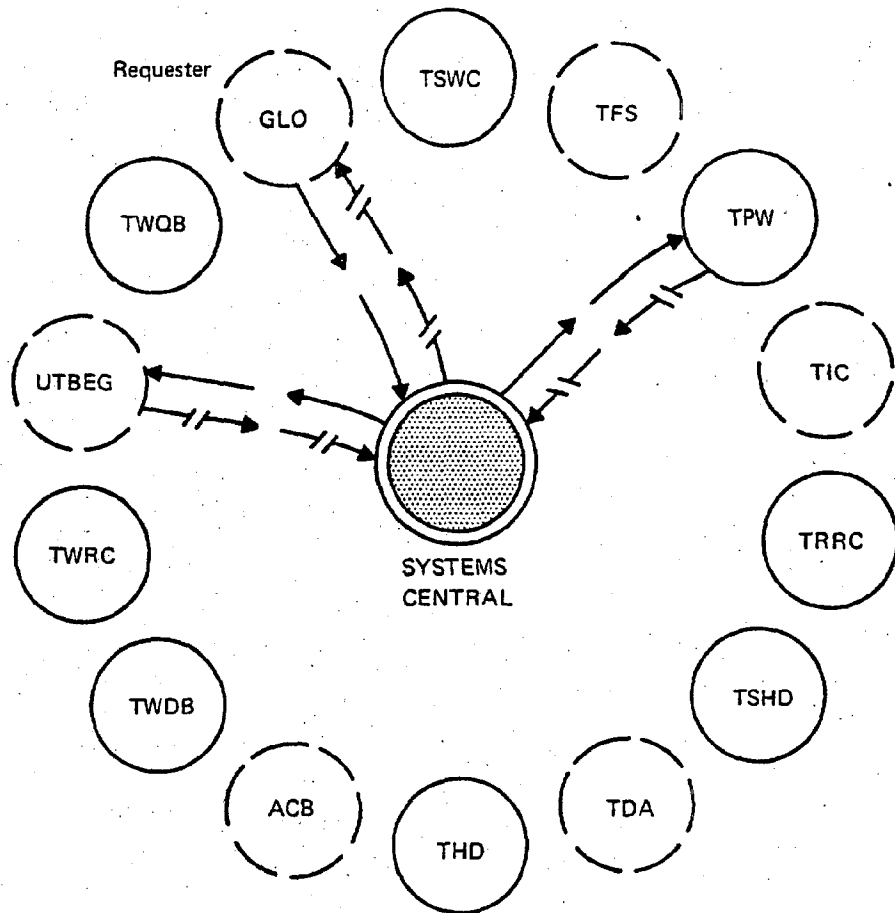 Requester
GLO
TSWC
TFS
TWQB
TPW
UTBEG
TIC
TWRC
TRRC
SYSTEMS
CENTRAL
TWDB
TSHD
ACB
THD
TDA